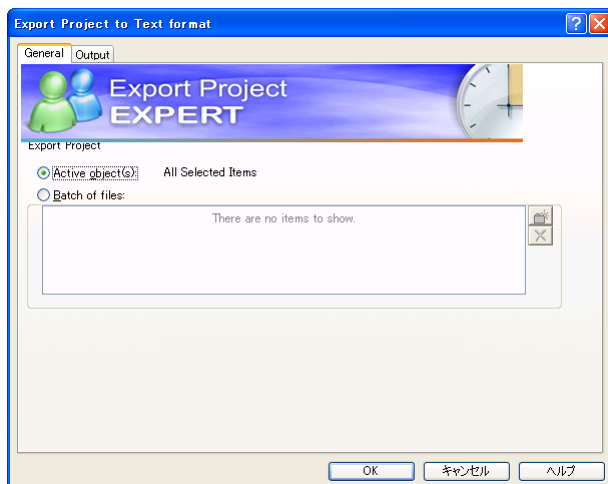 Export Project to Text format
General Output
Export Project
EXPERT
Export Project
Active object(s): All Selected Items
Batch of files:
There are no items to show.
OK キャンセル ヘルプ